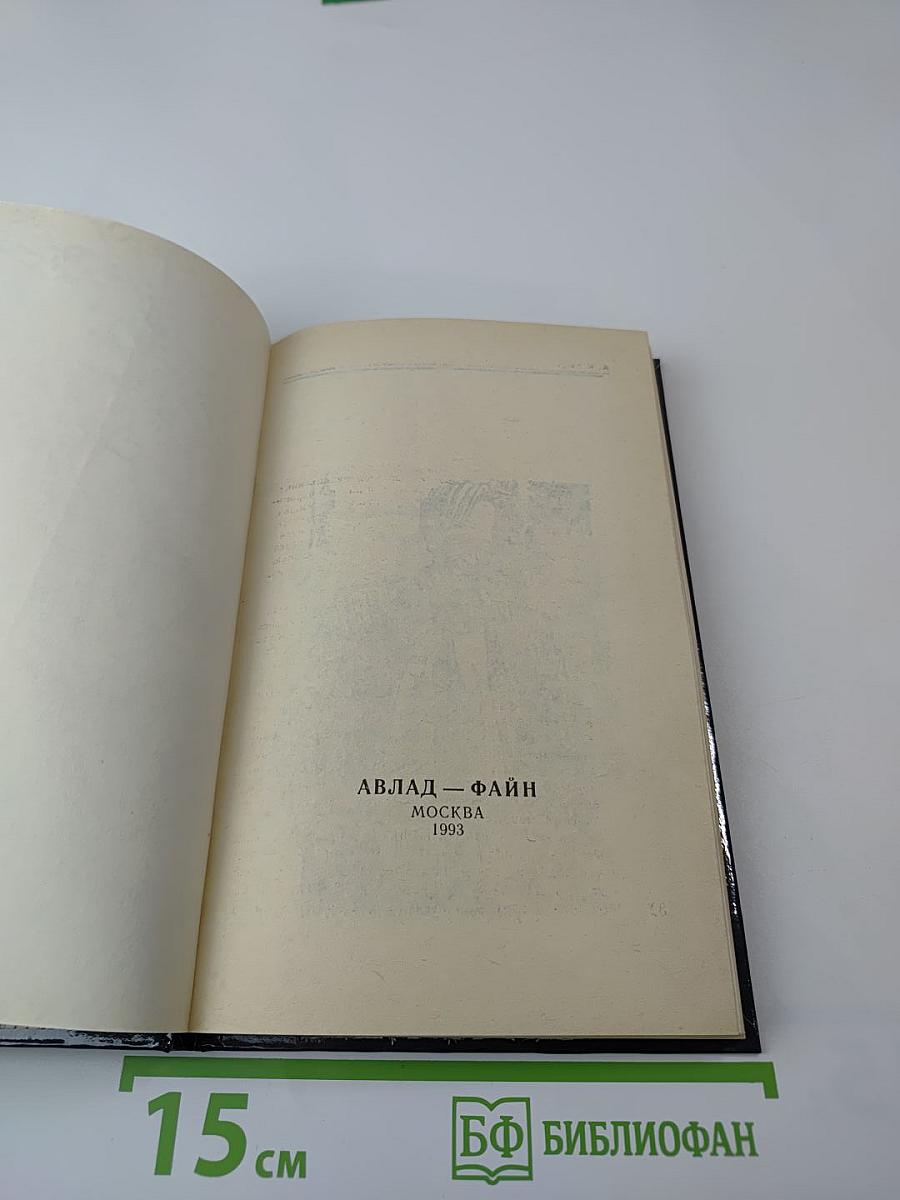 АВЛАД — ФАЙН
МОСКВА
1993
15 см
БФ БИБЛИОФАН